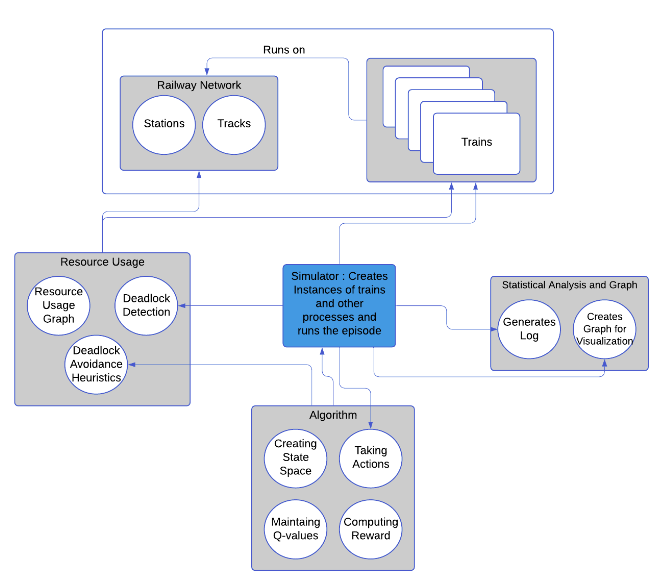 Runs on
Railway Network
Stations
Tracks
Trains
Resource Usage
Resource
Usage
Graph
Deadlock
Detection
Deadlock
Avoidance
Heuristics
Simulator : Creates
Instances of trains
and other
processes and
runs the episode
Statistical Analysis and Graph
Generates
Log
Creates
Graph for
Visualization
Algorithm
Creating
State
Space
Taking
Actions
Maintaing
Q-values
Computing
Reward